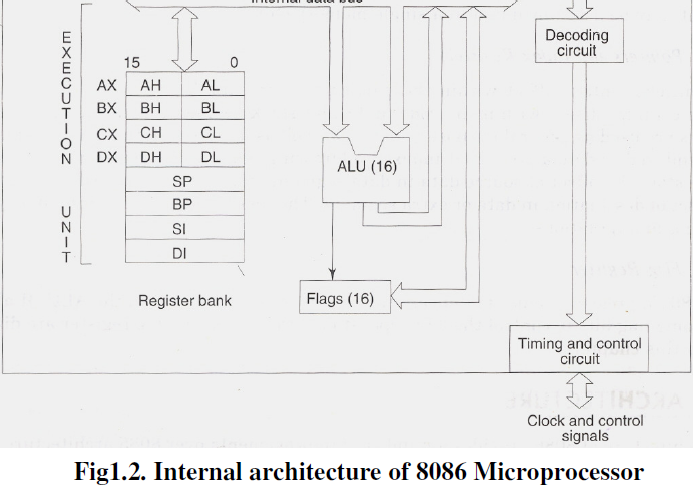 Internal data bus
EXECUTION
UNIT
Decoding
circuit
15 0
AX AH AL
BX BH BL
CX CH CL
DX DH DL
SP
BP
SI
DI
Register bank
ALU (16)
Flags (16)
Timing and control
circuit
Clock and control
signals
Fig1.2. Internal architecture of 8086 Microprocessor